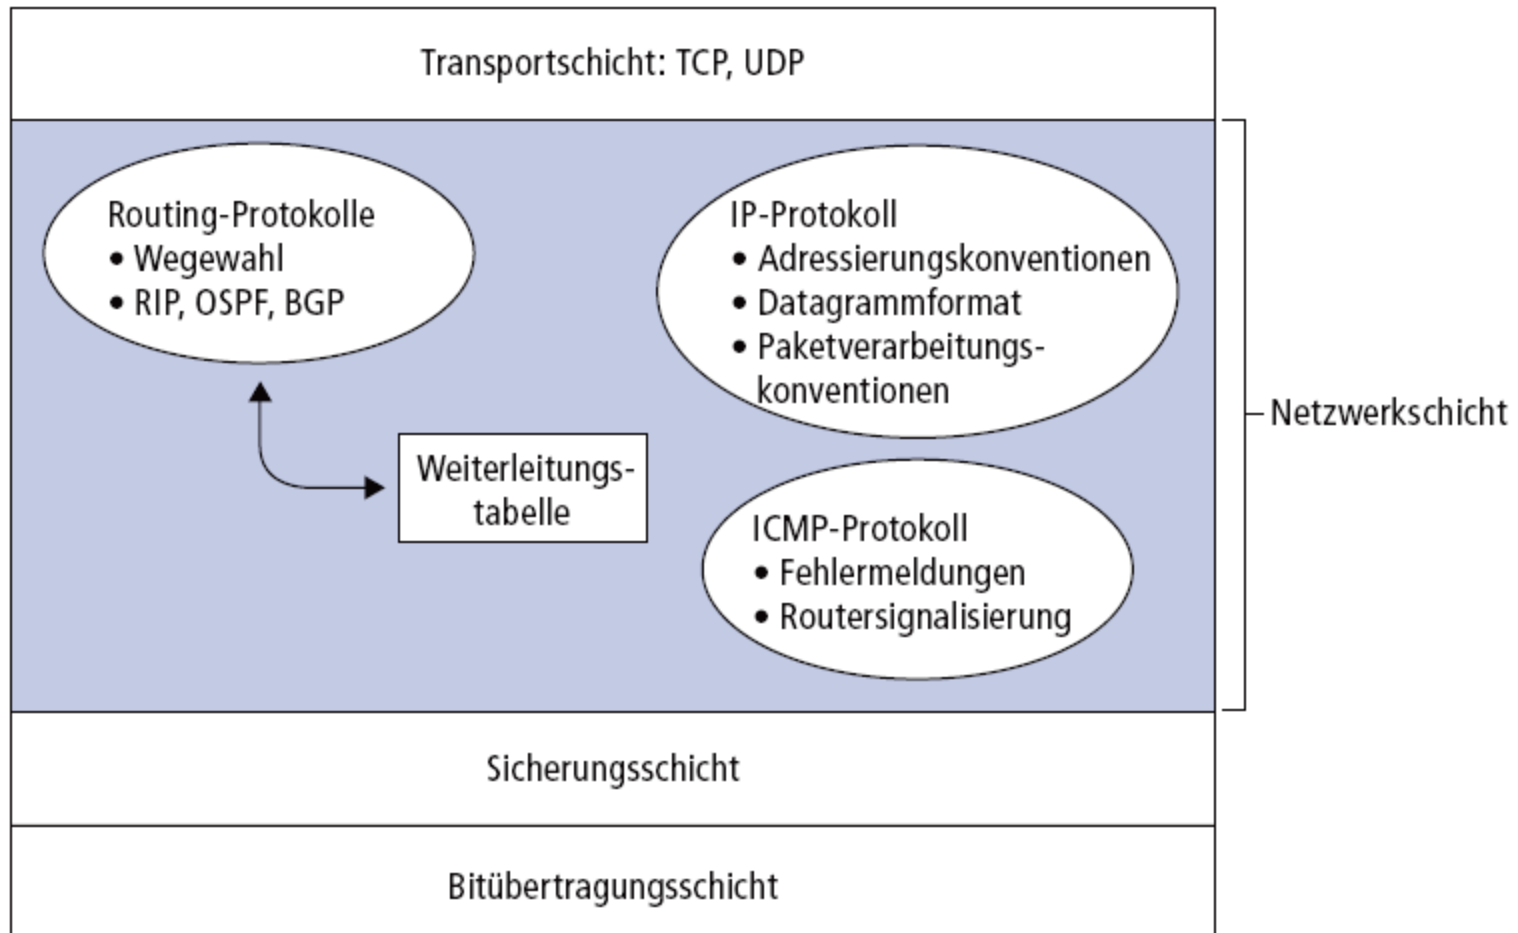 Transportschicht: TCP, UDP
Routing-Protokolle
• Wegewahl
• RIP, OSPF, BGP
IP-Protokoll
• Adressierungskonventionen
• Datagrammformat
• Paketverarbeitungs-
konventionen
Weiterleitungs-
tabelle
ICMP-Protokoll
• Fehlermeldungen
• Routersignalisierung
Netzwerkschicht
Sicherungsschicht
Bitübertragungsschicht